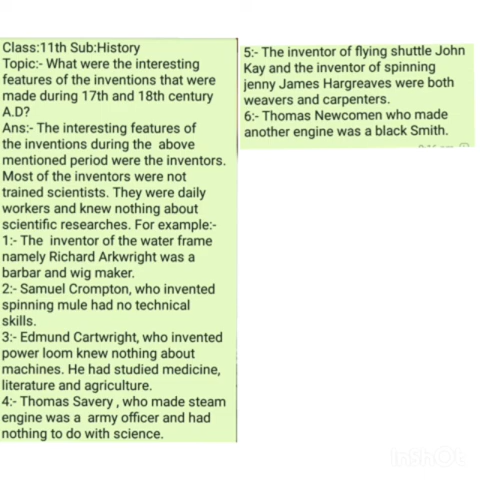 Class:11th Sub:History
Topic:- What were the interesting
features of the inventions that were
made during 17th and 18th century
A.D?
Ans:- The interesting features of
the inventions during the  above
mentioned period were the inventors.
Most of the inventors were not
trained scientists. They were daily
workers and knew nothing about
scientific researches. For example:-
1:- The  inventor of the water frame
namely Richard Arkwright was a
barbar and wig maker.
2:- Samuel Crompton, who invented
spinning mule had no technical
skills.
3:- Edmund Cartwright, who invented
power loom knew nothing about
machines. He had studied medicine,
literature and agriculture.
4:- Thomas Savery , who made steam
engine was a  army officer and had
nothing to do with science.
5:- The inventor of flying shuttle John
Kay and the inventor of spinning
jenny James Hargreaves were both
weavers and carpenters.
6:- Thomas Newcomen who made
another engine was a black Smith.